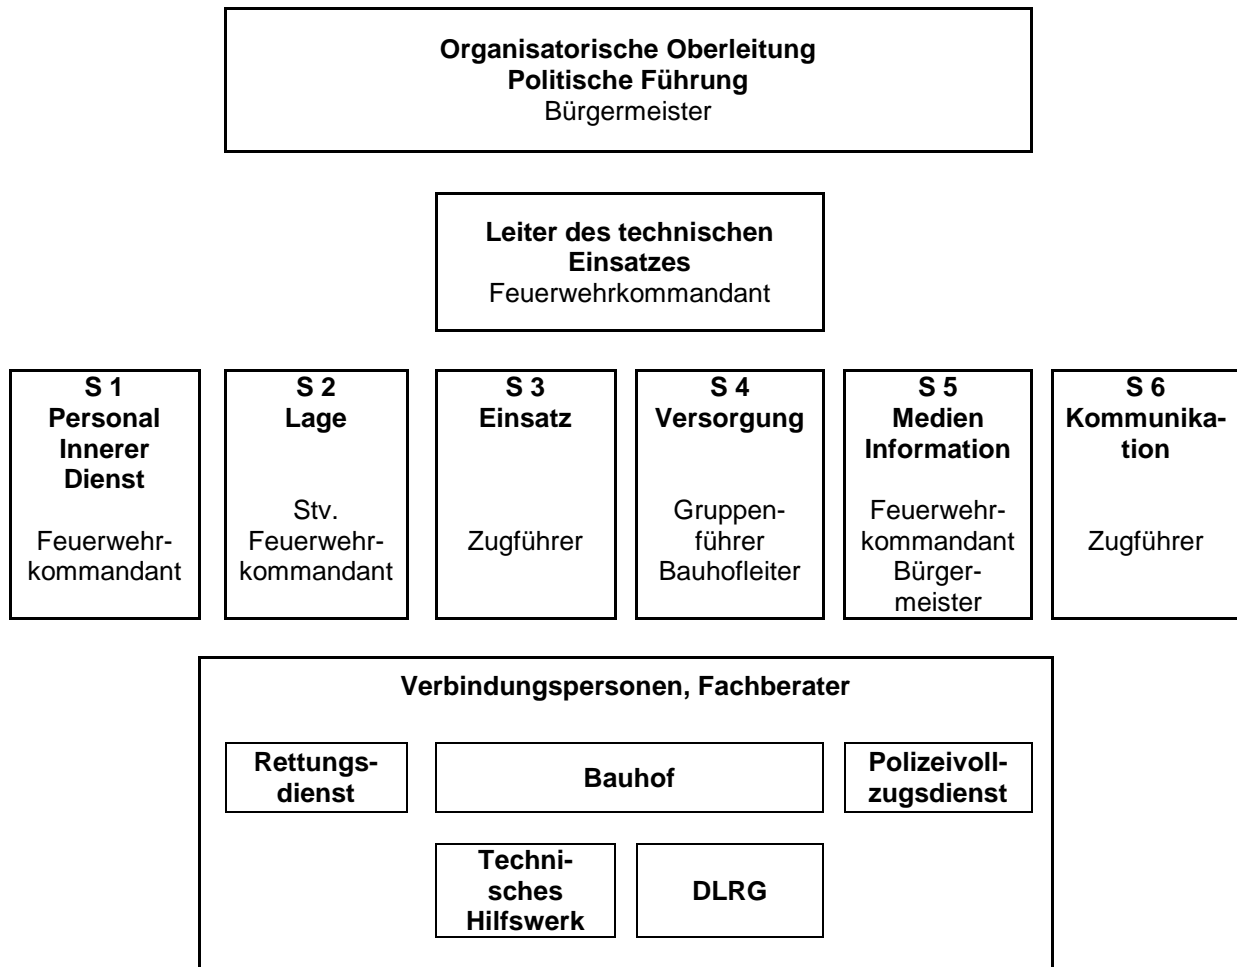 Organisatorische Oberleitung
Politische Führung
Bürgermeister
Leiter des technischen
Einsatzes
Feuerwehrkommandant
S 1
Personal
Innerer
Dienst
Feuerwehr-
kommandant
S 2
Lage
Stv.
Feuerwehr-
kommandant
S 3
Einsatz
Zugführer
S 4
Versorgung
Gruppen-
führer
Bauhofleiter
S 5
Medien
Information
Feuerwehr-
kommandant
Bürger-
meister
S 6
Kommunika-
tion
Zugführer
Verbindungspersonen, Fachberater
Rettungs-
dienst
Bauhof
Polizeivoll-
zugsdienst
Techni-
sches
Hilfswerk
DLRG